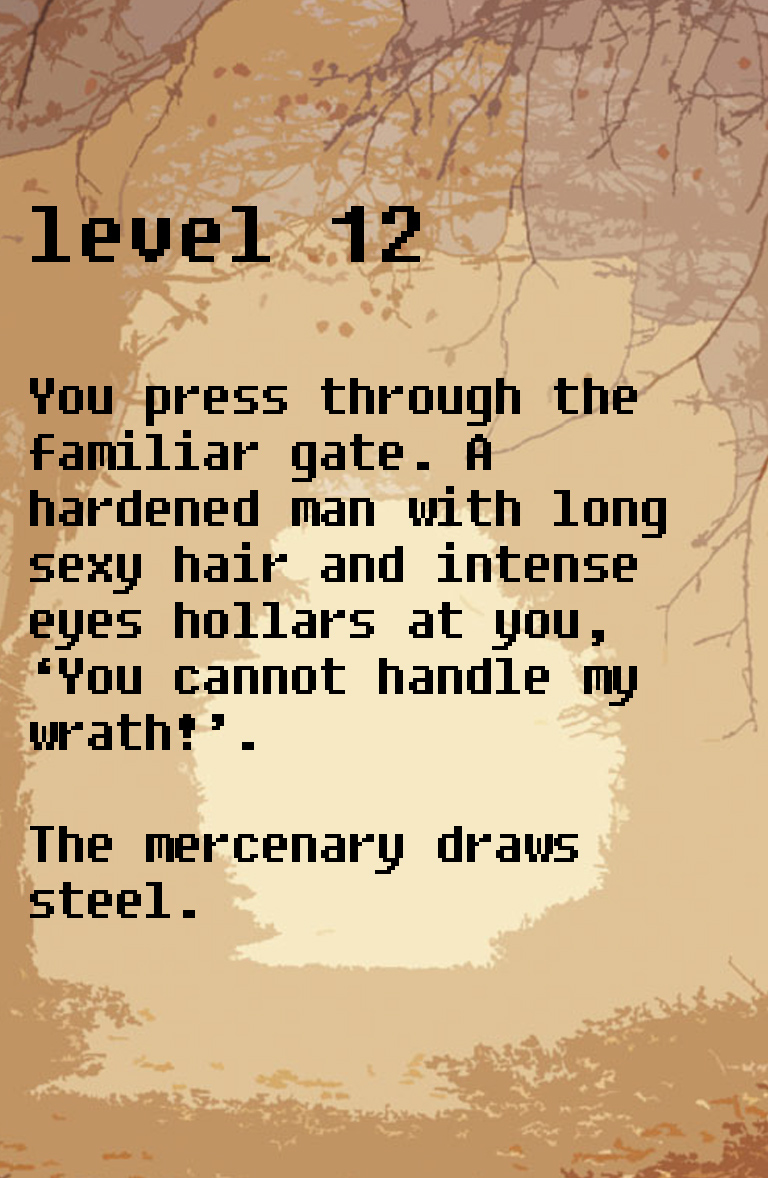 level 12
You press through the
familiar gate. A
hardened man with long
sexy hair and intense
eyes hollars at you,
‘You cannot handle my
wrath!’.
The mercenary draws
steel.